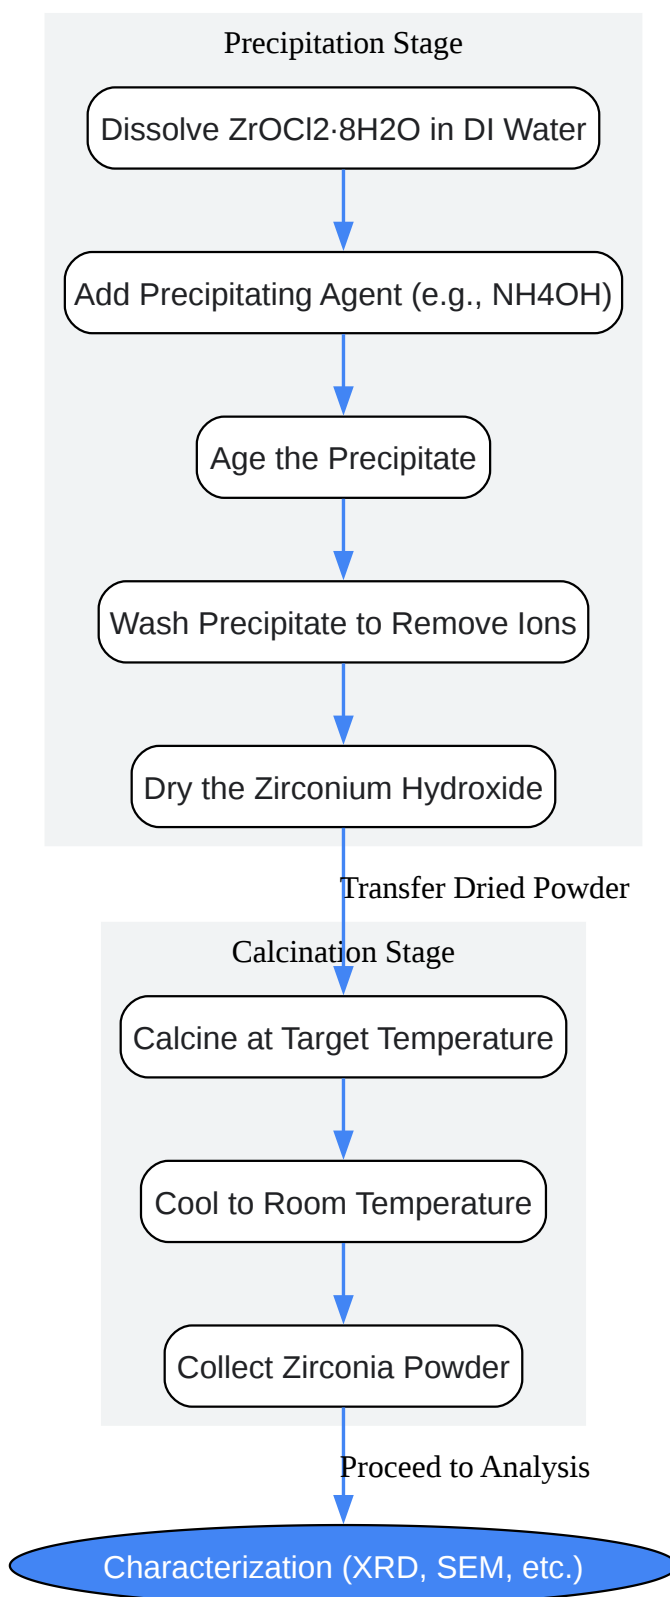 Precipitation Stage
Dissolve ZrOCl2·8H2O in DI Water
Add Precipitating Agent (e.g., NH4OH)
Age the Precipitate
Wash Precipitate to Remove Ions
Dry the Zirconium Hydroxide
Transfer Dried Powder
Calcination Stage
Calcine at Target Temperature
Cool to Room Temperature
Collect Zirconia Powder
Proceed to Analysis
Characterization (XRD, SEM, etc.)